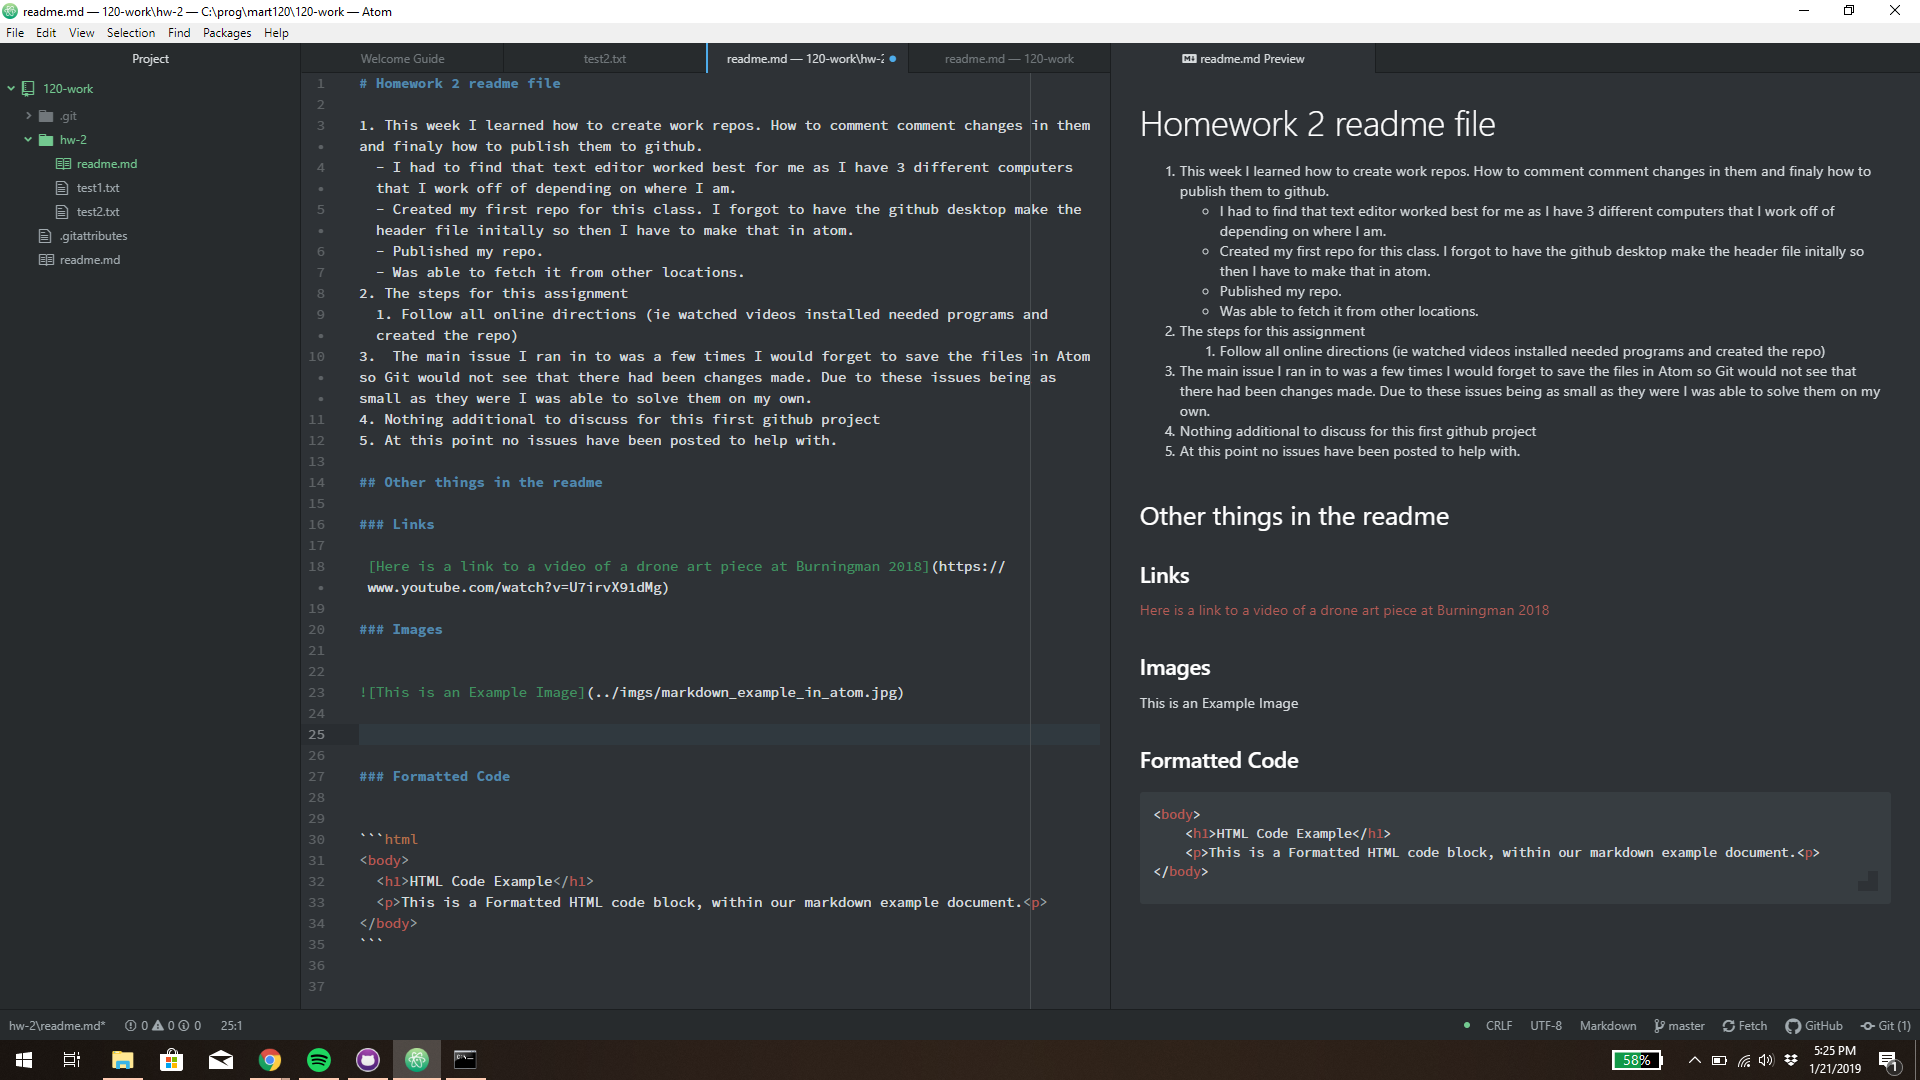 readme.md — 120-work\hw-2 — C:\prog\mart120\120-work — Atom
File Edit View Selection Find Packages Help
Project
120-work
.git
hw-2
readme.md
test1.txt
test2.txt
.gitattributes
readme.md
Welcome Guide test2.txt readme.md — 120-work\hw-2 readme.md — 120-work
1 # Homework 2 readme file
2
3 1. This week I learned how to create work repos. How to comment comment changes in them
• and finaly how to publish them to github.
4 - I had to find that text editor worked best for me as I have 3 different computers
• that I work off of depending on where I am.
5 - Created my first repo for this class. I forgot to have the github desktop make the
• header file initally so then I have to make that in atom.
6 - Published my repo.
7 - Was able to fetch it from other locations.
8 2. The steps for this assignment
9 1. Follow all online directions (ie watched videos installed needed programs and
• created the repo)
10 3.  The main issue I ran in to was a few times I would forget to save the files in Atom
• so Git would not see that there had been changes made. Due to these issues being as
• small as they were I was able to solve them on my own.
11 4. Nothing additional to discuss for this first github project
12 5. At this point no issues have been posted to help with.
13
14 ## Other things in the readme
15
16 ### Links
17
18 [Here is a link to a video of a drone art piece at Burningman 2018](https://
• www.youtube.com/watch?v=U7irvX91dMg)
19
20 ### Images
21
22
23 ![This is an Example Image](../imgs/markdown_example_in_atom.jpg)
24
25
26
27 ### Formatted Code
28
29
30 ```html
31 <body>
32 <h1>HTML Code Example</h1>
33 <p>This is a Formatted HTML code block, within our markdown example document.<p>
34 </body>
35 ```
36
37
readme.md Preview
Homework 2 readme file
1. This week I learned how to create work repos. How to comment comment changes in them and finaly how to
publish them to github.
I had to find that text editor worked best for me as I have 3 different computers that I work off of
depending on where I am.
Created my first repo for this class. I forgot to have the github desktop make the header file initally so
then I have to make that in atom.
Published my repo.
Was able to fetch it from other locations.
2. The steps for this assignment
1. Follow all online directions (ie watched videos installed needed programs and created the repo)
3. The main issue I ran in to was a few times I would forget to save the files in Atom so Git would not see that
there had been changes made. Due to these issues being as small as they were I was able to solve them on my
own.
4. Nothing additional to discuss for this first github project
5. At this point no issues have been posted to help with.
Other things in the readme
Links
Here is a link to a video of a drone art piece at Burningman 2018
Images
This is an Example Image
Formatted Code
<body>
<h1>HTML Code Example</h1>
<p>This is a Formatted HTML code block, within our markdown example document.<p>
</body>
hw-2\readme.md* 0 0 0 25:1
CRLF UTF-8 Markdown master Fetch GitHub Git (1)
58%
5:25 PM
1/21/2019
1